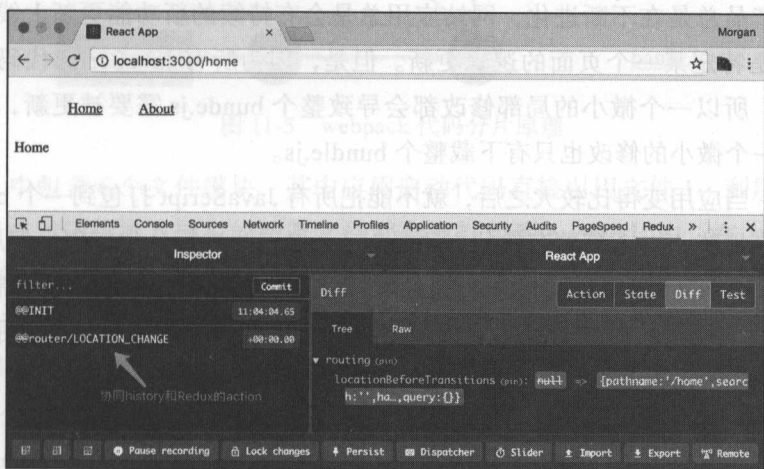 React App
×
Morgan
localhost:3000/home
Home About
Home
Elements Console Sources Network Timeline Profiles Application Security Audits PageSpeed Redux » ⋮ ×
Inspector
React App
filter...
Commit
@@INIT 11:04:04.65
@@router/LOCATION_CHANGE +00:00.00
协同history和Redux的action
Diff
Action State Diff Test
Tree Raw
▼ routing (pin)
locationBeforeTransitions (pin): null => {pathname:'/home',searc
h:'',ha…,query:{}}
Pause recording Lock changes Persist Dispatcher Slider Import Export Remote